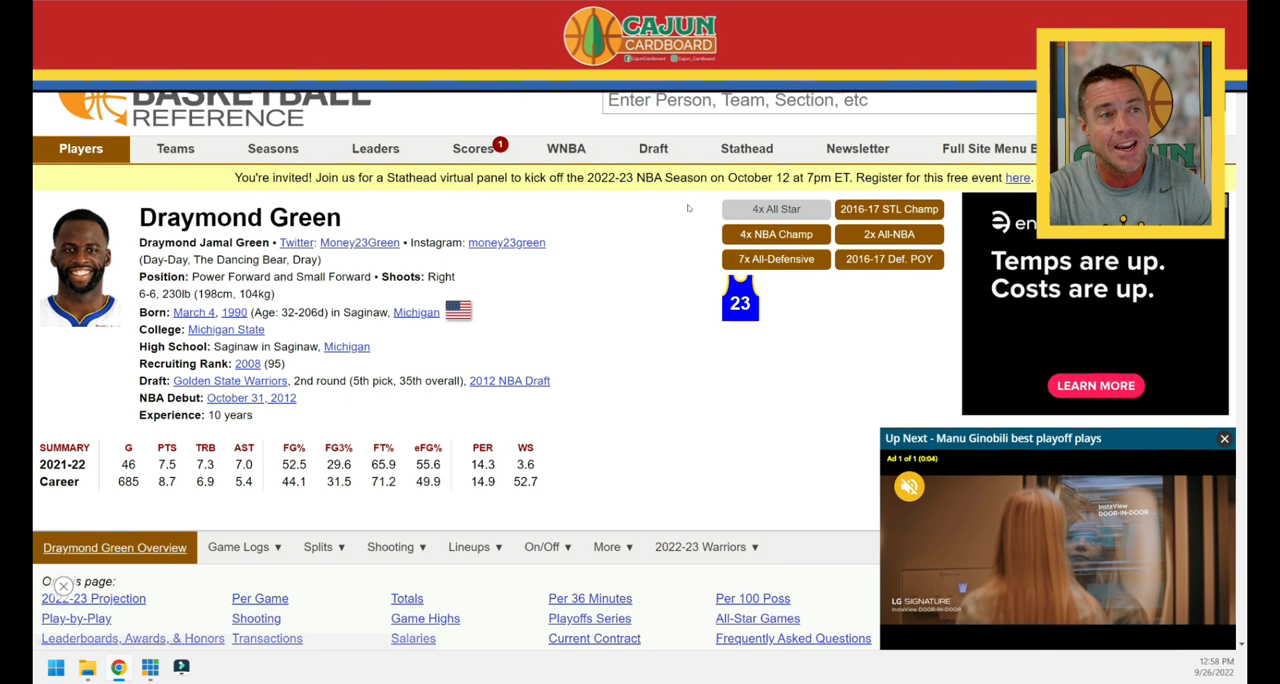 CAJUN
CARDBOARD
CajunCardboard Cajun_Cardboard
BASKETBALL
REFERENCE
Enter Person, Team, Section, etc
Players Teams Seasons Leaders Scores 1 WNBA Draft Stathead Newsletter Full Site Menu
You're invited! Join us for a Stathead virtual panel to kick off the 2022-23 NBA Season on October 12 at 7pm ET. Register for this free event here.
Draymond Green
Draymond Jamal Green • Twitter: Money23Green • Instagram: money23green
(Day-Day, The Dancing Bear, Dray)
Position: Power Forward and Small Forward • Shoots: Right
6-6, 230lb (198cm, 104kg)
Born: March 4, 1990 (Age: 32-206d) in Saginaw, Michigan
College: Michigan State
High School: Saginaw in Saginaw, Michigan
Recruiting Rank: 2008 (95)
Draft: Golden State Warriors, 2nd round (5th pick, 35th overall), 2012 NBA Draft
NBA Debut: October 31, 2012
Experience: 10 years
4x All Star 2016-17 STL Champ
4x NBA Champ 2x All-NBA
7x All-Defensive 2016-17 Def. POY
23
en
Temps are up.
Costs are up.
LEARN MORE
SUMMARY G PTS TRB AST FG% FG3% FT% eFG% PER WS
2021-22 46 7.5 7.3 7.0 52.5 29.6 65.9 55.6 14.3 3.6
Career 685 8.7 6.9 5.4 44.1 31.5 71.2 49.9 14.9 52.7
Up Next - Manu Ginobili best playoff plays
Ad 1 of 1 (0:04)
InstaView
DOOR-IN-DOOR
LG SIGNATURE
InstaView DOOR-IN-DOOR
Draymond Green Overview Game Logs Splits Shooting Lineups On/Off More 2022-23 Warriors
O s page:
2022-23 Projection Per Game Totals Per 36 Minutes Per 100 Poss
Play-by-Play Shooting Game Highs Playoffs Series All-Star Games
Leaderboards, Awards, & Honors Transactions Salaries Current Contract Frequently Asked Questions
12:58 PM
9/26/2022